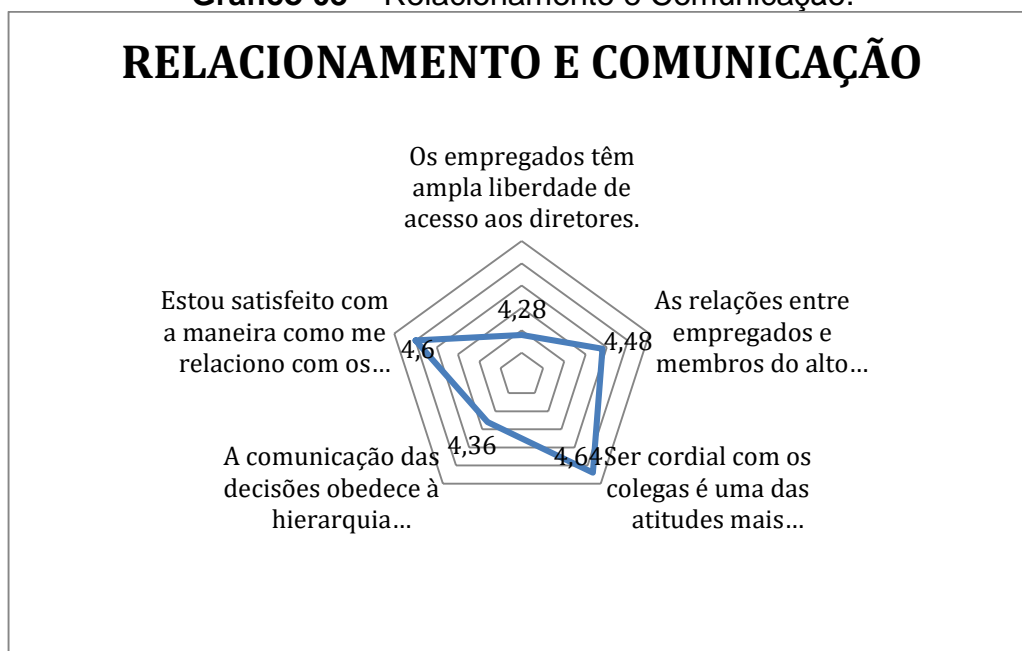 Relacionamento e Comunicação.
RELACIONAMENTO E COMUNICAÇÃO
Os empregados têm
ampla liberdade de
acesso aos diretores.
4,28
As relações entre
empregados e
membros do alto...
4,48
Ser cordial com os
colegas é uma das
atitudes mais...
4,64
A comunicação das
decisões obedece à
hierarquia...
4,36
Estou satisfeito com
a maneira como me
relaciono com os...
4,6